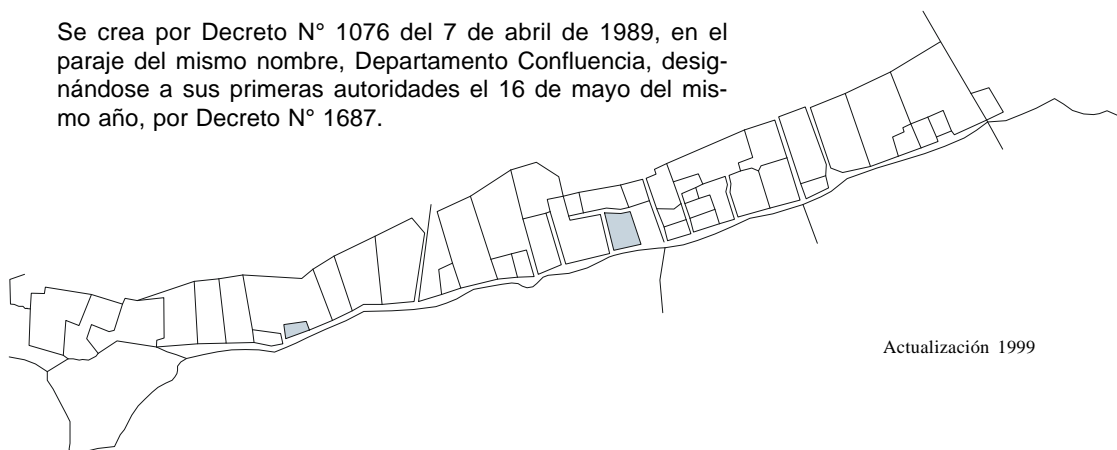 Se crea por Decreto N° 1076 del 7 de abril de 1989, en el
paraje del mismo nombre, Departamento Confluencia, desig-
nándose a sus primeras autoridades el 16 de mayo del mis-
mo año, por Decreto N° 1687.
Actualización 1999